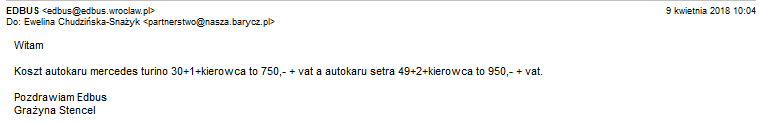 EDBUS <edbus@edbus.wroclaw.pl> 9 kwietnia 2018 10:04
Do: Ewelina Chudzińska-Snażyk <partnerstwo@nasza.barycz.pl>
Witam
Koszt autokaru mercedes turino 30+1+kierowca to 750,- + vat a autokaru setra 49+2+kierowca to 950,- + vat.
Pozdrawiam Edbus
Grażyna Stencel